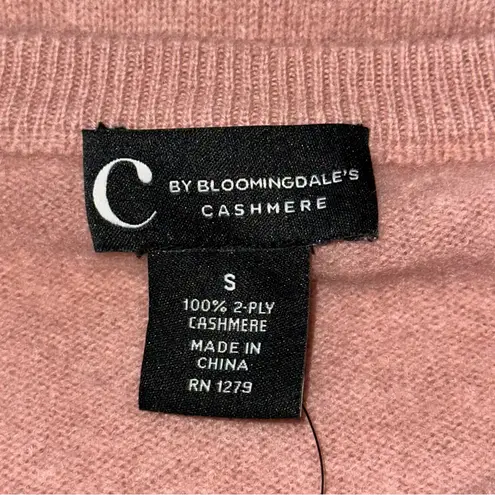 C BY BLOOMINGDALE'S
CASHMERE
S
100% 2-PLY
CASHMERE
MADE IN
CHINA
RN 1279